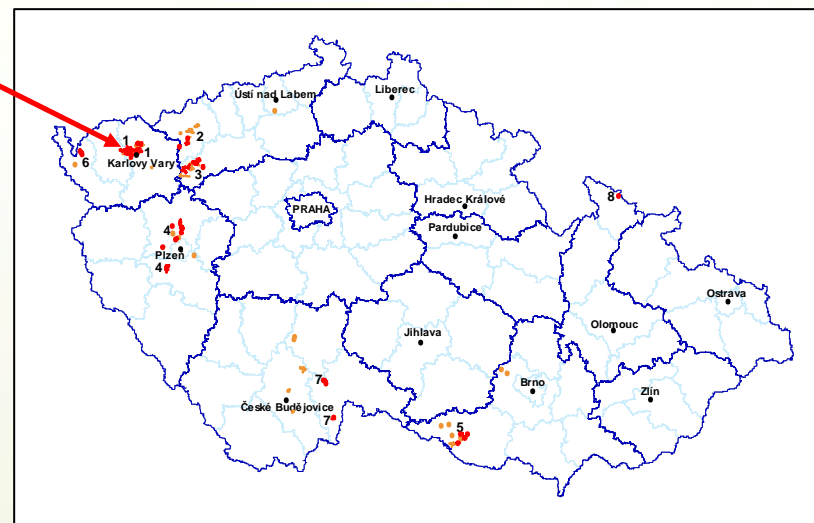 Ústí nad Labem
Liberec
2
1
1
Karlovy Vary
6
3
8
Hradec Králové
PRAHA
Pardubice
4
Plzeň
4
Ostrava
Olomouc
Jihlava
7
Brno
Zlín
České Budějovice
7
5